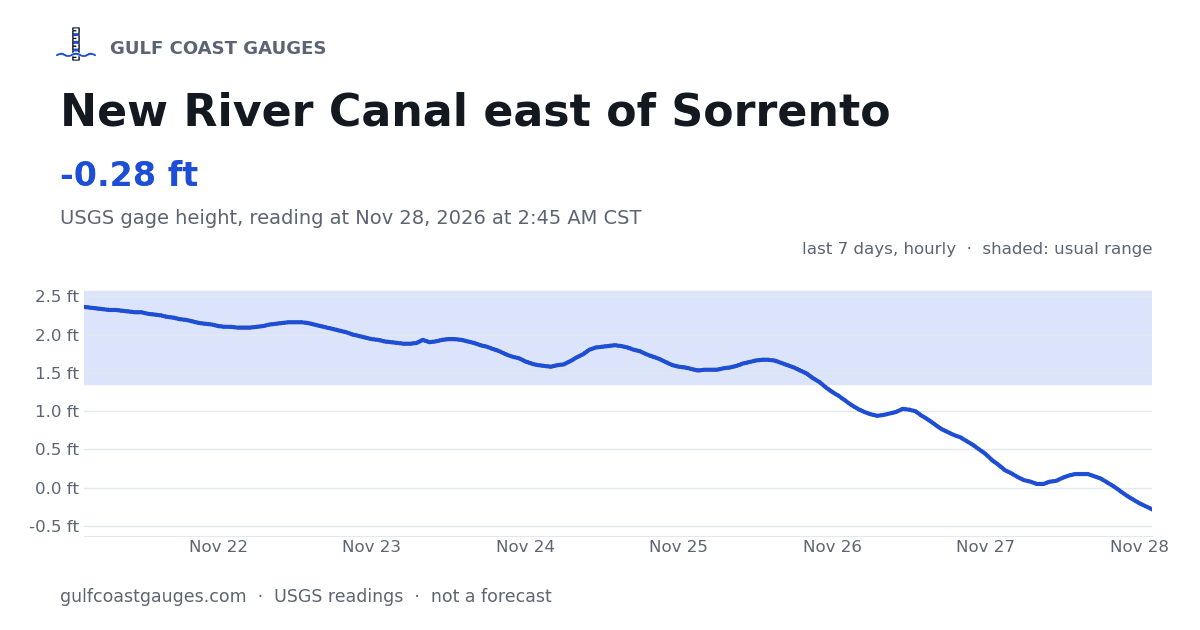 GULF COAST GAUGES
New River Canal east of Sorrento
-0.28 ft
USGS gage height, reading at Nov 28, 2026 at 2:45 AM CST
last 7 days, hourly · shaded: usual range
2.5 ft
2.0 ft
1.5 ft
1.0 ft
0.5 ft
0.0 ft
-0.5 ft
Nov 22 Nov 23 Nov 24 Nov 25 Nov 26 Nov 27 Nov 28
gulfcoastgauges.com · USGS readings · not a forecast